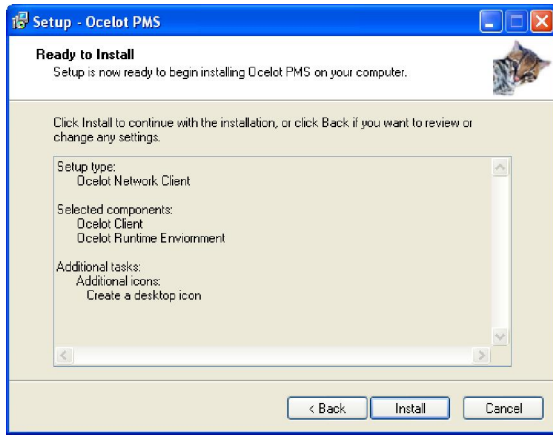 Setup - Ocelot PMS
Ready to Install
Setup is now ready to begin installing Ocelot PMS on your computer.
Click Install to continue with the installation, or click Back if you want to review or
change any settings.
Setup type:
Ocelot Network Client
Selected components:
Ocelot Client
Ocelot Runtime Enviornment
Additional tasks:
Additional icons:
Create a desktop icon
< Back
Install
Cancel